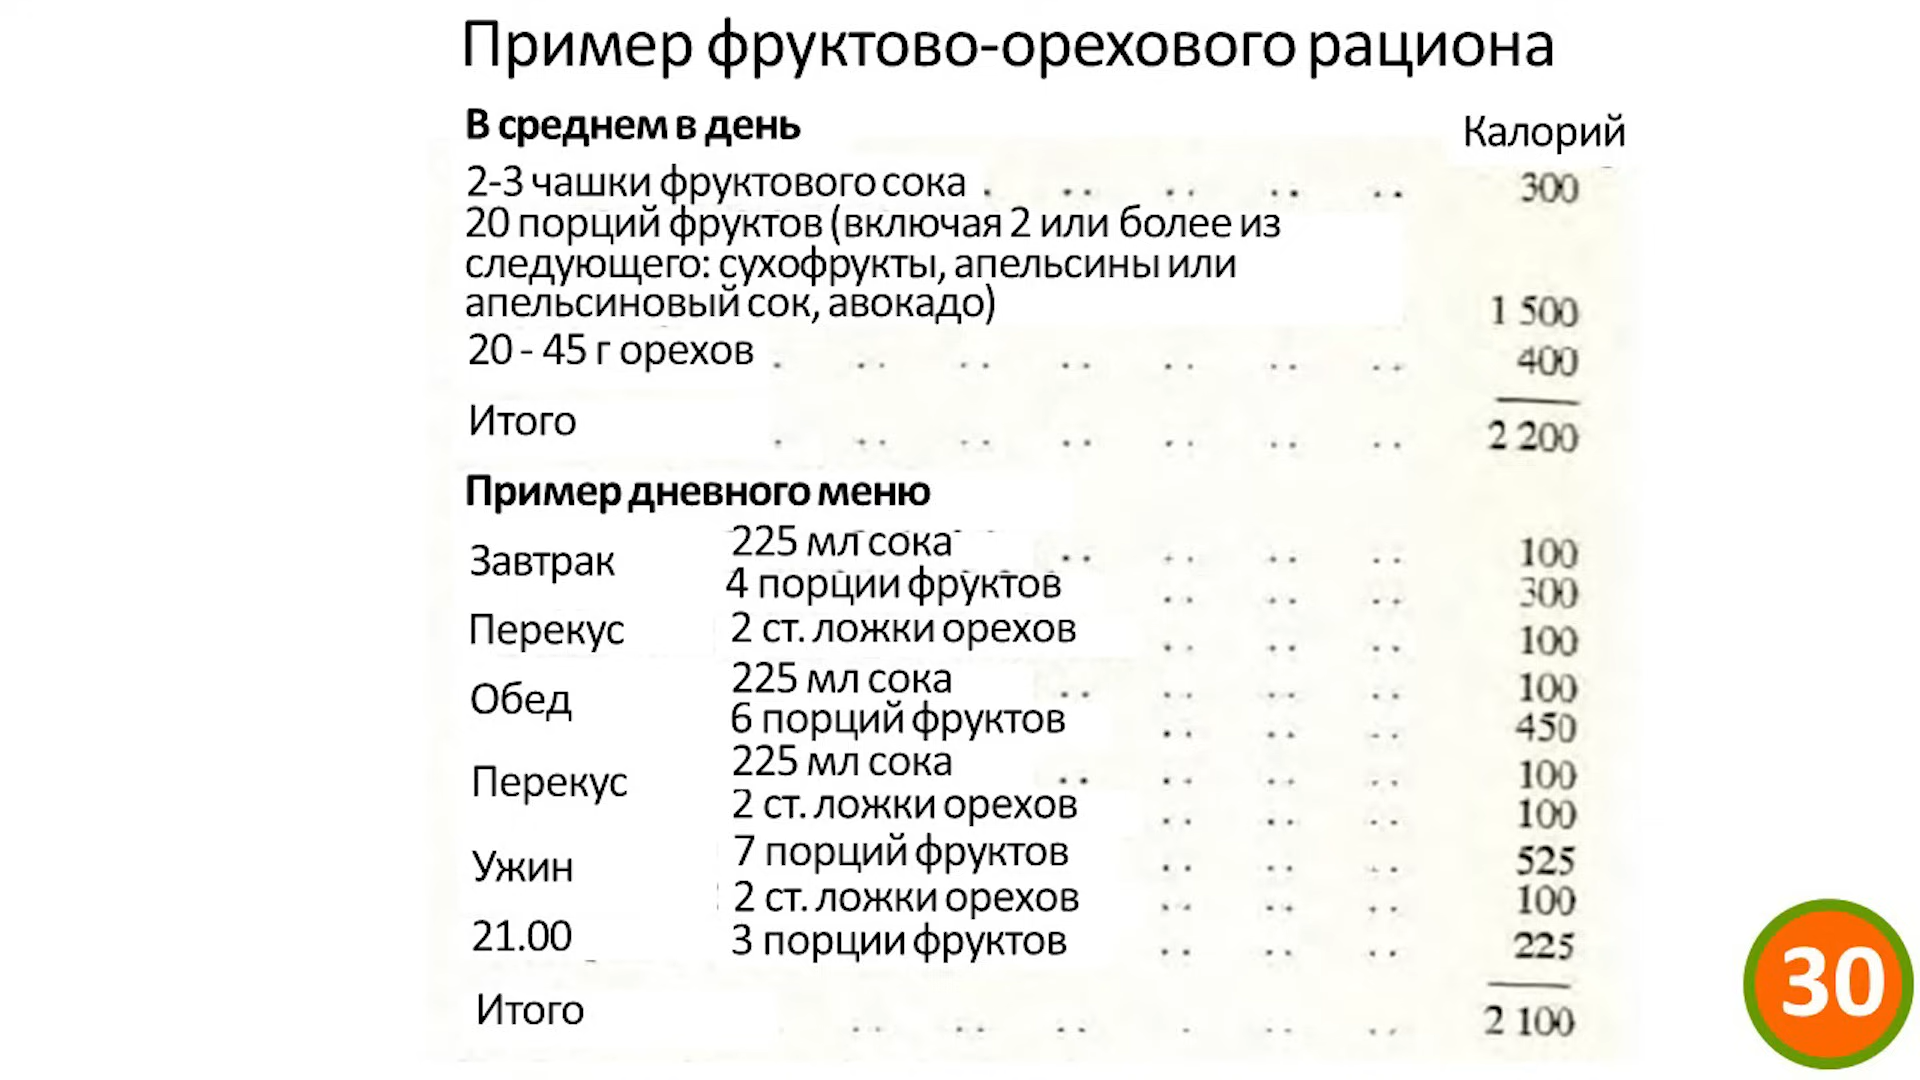 Пример фруктово-орехового рациона
В среднем в день Калорий
2-3 чашки фруктового сока . .. .. .. .. 300
20 порций фруктов (включая 2 или более из
следующего: сухофрукты, апельсины или
апельсиновый сок, авокадо) 1 500
20 - 45 г орехов . .. .. .. .. .. .. 400
Итого . .. .. .. .. .. .. 2 200
Пример дневного меню
Завтрак 225 мл сока .. .. .. .. 100
4 порции фруктов .. .. .. 300
Перекус 2 ст. ложки орехов .. .. .. 100
Обед 225 мл сока .. .. .. .. 100
6 порций фруктов .. .. .. 450
Перекус 225 мл сока .. .. .. .. 100
2 ст. ложки орехов .. .. .. 100
Ужин 7 порций фруктов .. .. .. 525
2 ст. ложки орехов .. .. .. 100
21.00 3 порции фруктов .. .. .. 225
Итого .. .. .. . .. .. 2 100
30